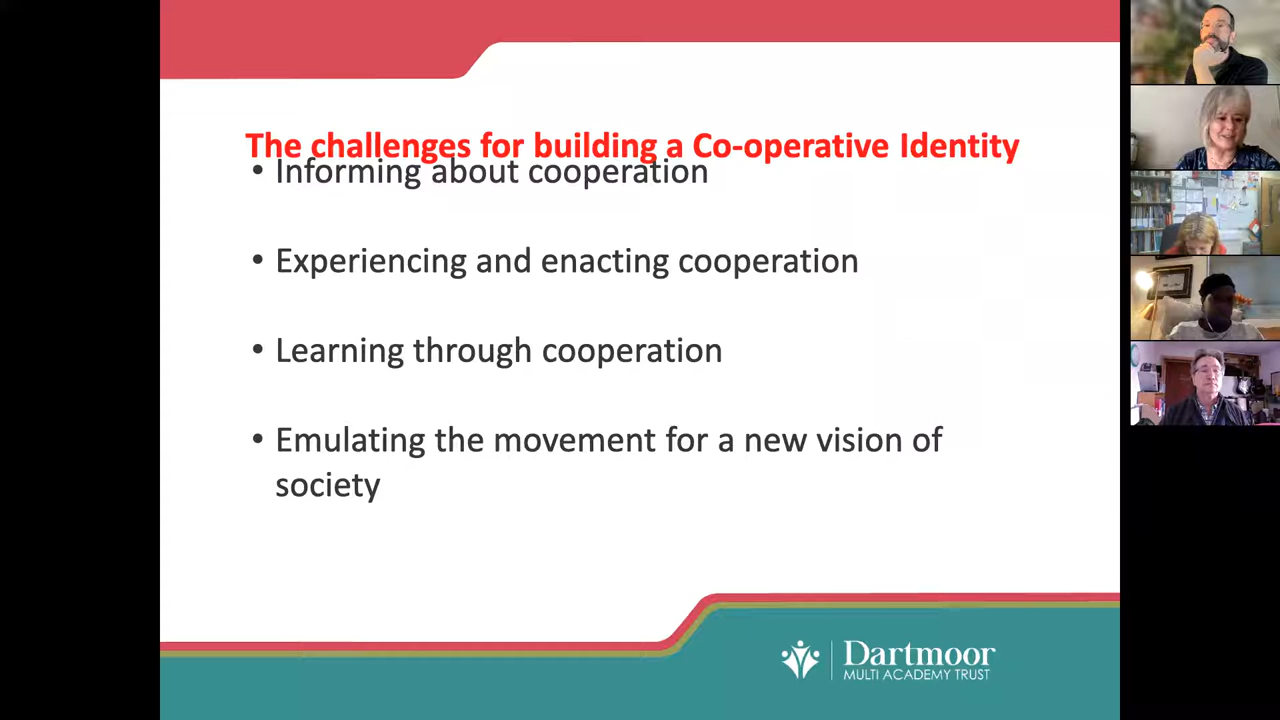 The challenges for building a Co-operative Identity
• Informing about cooperation
• Experiencing and enacting cooperation
• Learning through cooperation
• Emulating the movement for a new vision of
society
Dartmoor
MULTI ACADEMY TRUST